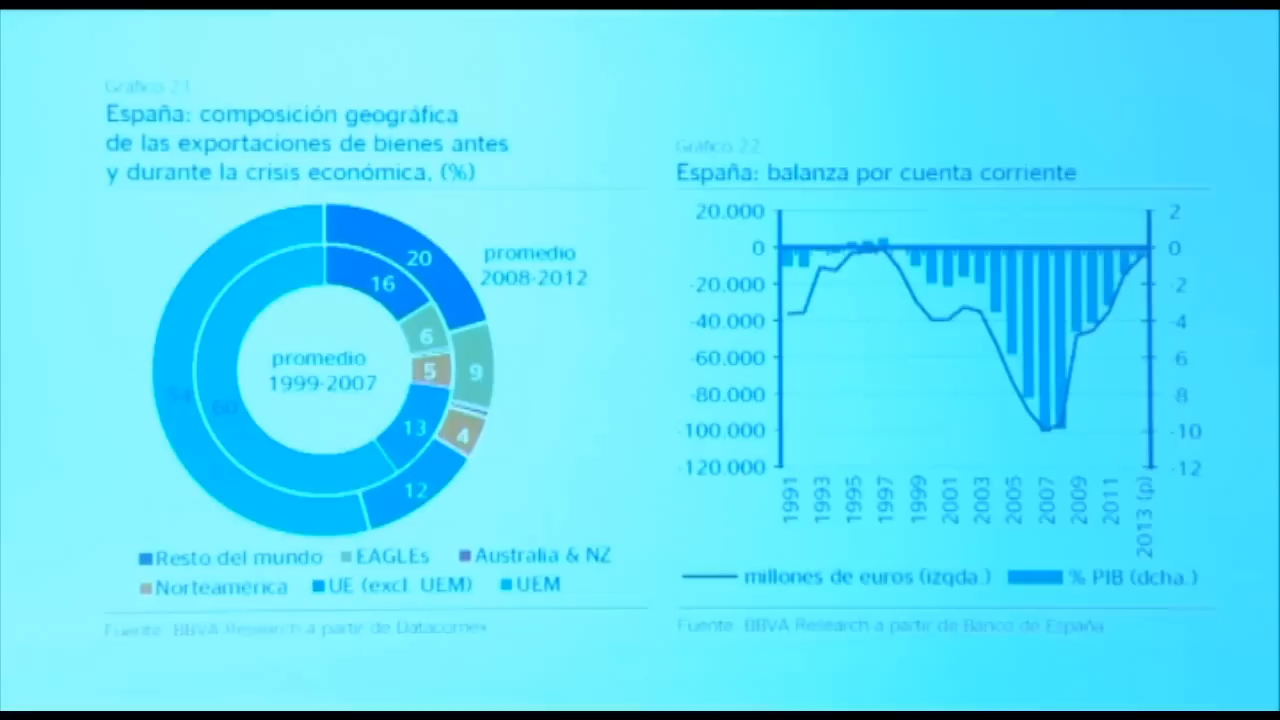 Gráfico 21
España: composición geográfica
de las exportaciones de bienes antes
y durante la crisis económica, (%)
promedio
2008-2012
20
16
6
9
5
4
13
12
54
60
promedio
1999-2007
Resto del mundo EAGLEs Australia & NZ
Norteamérica UE (excl. UEM) UEM
Fuente: BBVA Research a partir de Datacomex
Gráfico 22
España: balanza por cuenta corriente
20.000 2
0 0
-20.000 -2
-40.000 -4
-60.000 6
-80.000 -8
-100.000 -10
-120.000 -12
1991 1993 1995 1997 1999 2001 2003 2005 2007 2009 2011 2013 (p)
millones de euros (izqda.) % PIB (dcha.)
Fuente: BBVA Research a partir de Banco de España